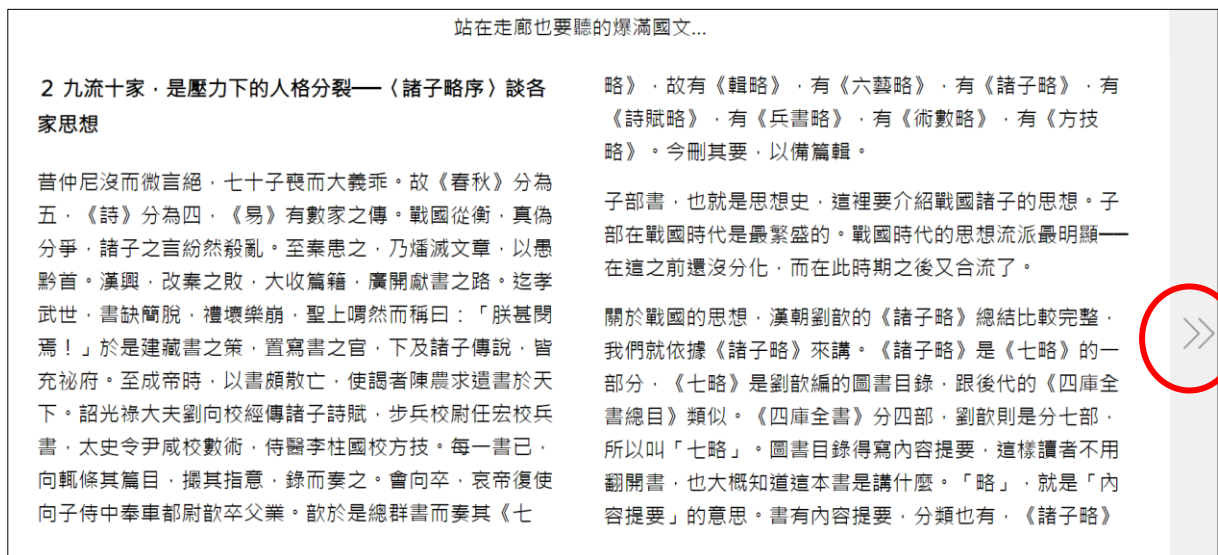 站在走廊也要聽的爆滿國文...
2 九流十家，是壓力下的人格分裂──〈諸子略序〉談各
家思想
昔仲尼沒而微言絕，七十子喪而大義乖。故《春秋》分為
五，《詩》分為四，《易》有數家之傳。戰國從衡，真偽
分爭，諸子之言紛然殽亂。至秦患之，乃燔滅文章，以愚
黔首。漢興，改秦之敗，大收篇籍，廣開獻書之路。迄孝
武世，書缺簡脫，禮壞樂崩，聖上喟然而稱曰：「朕甚閔
焉！」於是建藏書之策，置寫書之官，下及諸子傳說，皆
充祕府。至成帝時，以書頗散亡，使謁者陳農求遺書於天
下。詔光祿大夫劉向校經傳諸子詩賦，步兵校尉任宏校兵
書，太史令尹咸校數術，侍醫李柱國校方技。每一書已，
向輒條其篇目，撮其指意，錄而奏之。會向卒，哀帝復使
向子侍中奉車都尉歆卒父業。歆於是總群書而奏其《七
略》，故有《輯略》，有《六藝略》，有《諸子略》，有
《詩賦略》，有《兵書略》，有《術數略》，有《方技
略》。今刪其要，以備篇輯。
子部書，也就是思想史，這裡要介紹戰國諸子的思想。子
部在戰國時代是最繁盛的。戰國時代的思想流派最明顯──
在這之前還沒分化，而在此時期之後又合流了。
關於戰國的思想，漢朝劉歆的《諸子略》總結比較完整，
我們就依據《諸子略》來講。《諸子略》是《七略》的一
部分，《七略》是劉歆編的圖書目錄，跟後代的《四庫全
書總目》類似。《四庫全書》分四部，劉歆則是分七部，
所以叫「七略」。圖書目錄得寫內容提要，這樣讀者不用
翻開書，也大概知道這本書是講什麼。「略」，就是「內
容提要」的意思。書有內容提要，分類也有，《諸子略》